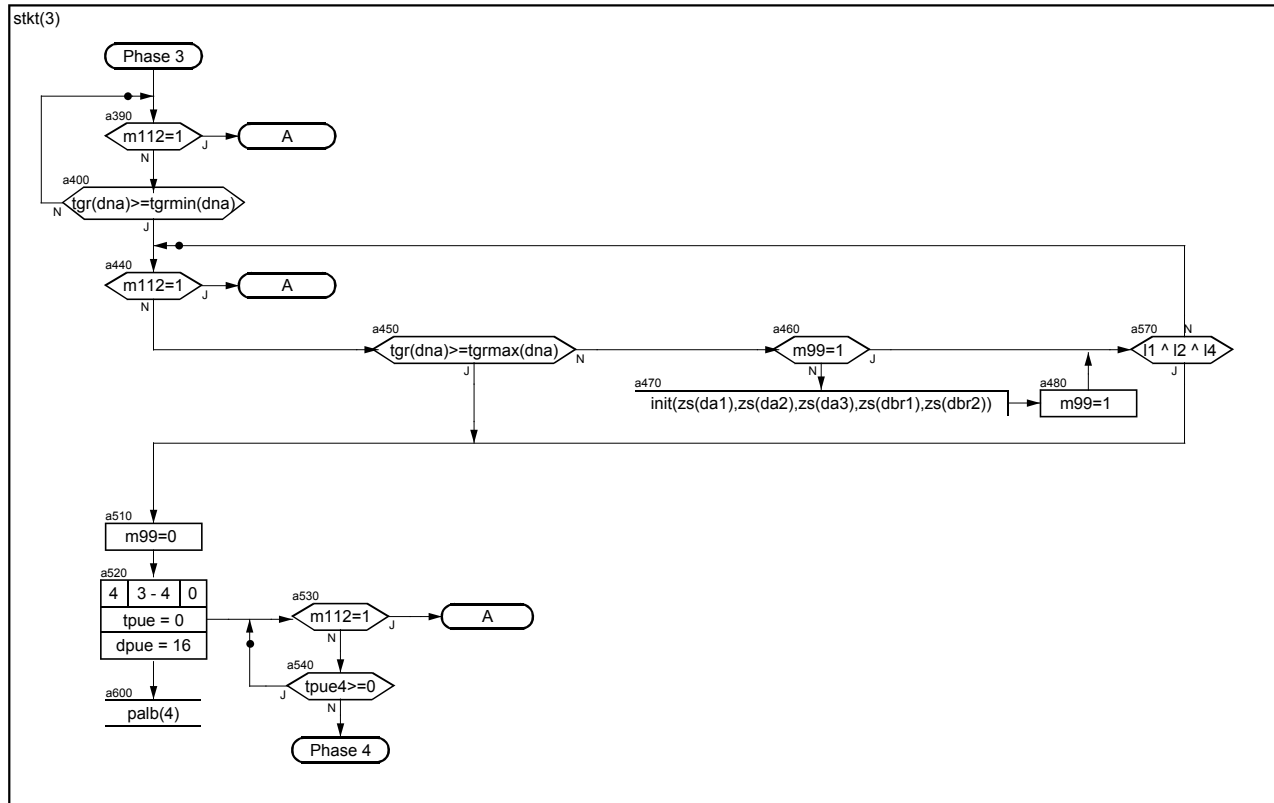 stkt(3)
Phase 3
a390
m112=1
J
A
N
a400
tgr(dna)>=tgrmin(dna)
N
J
a440
m112=1
J
A
N
a450
tgr(dna)>=tgrmax(dna)
N
J
a460
m99=1
J
N
a570
N
l1 ^ l2 ^ l4
J
a470
init(zs(da1),zs(da2),zs(da3),zs(dbr1),zs(dbr2))
a480
m99=1
a510
m99=0
a520
4 3 - 4 0
tpue = 0
dpue = 16
a530
m112=1
J
A
N
a540
tpue4>=0
J
N
a600
palb(4)
Phase 4